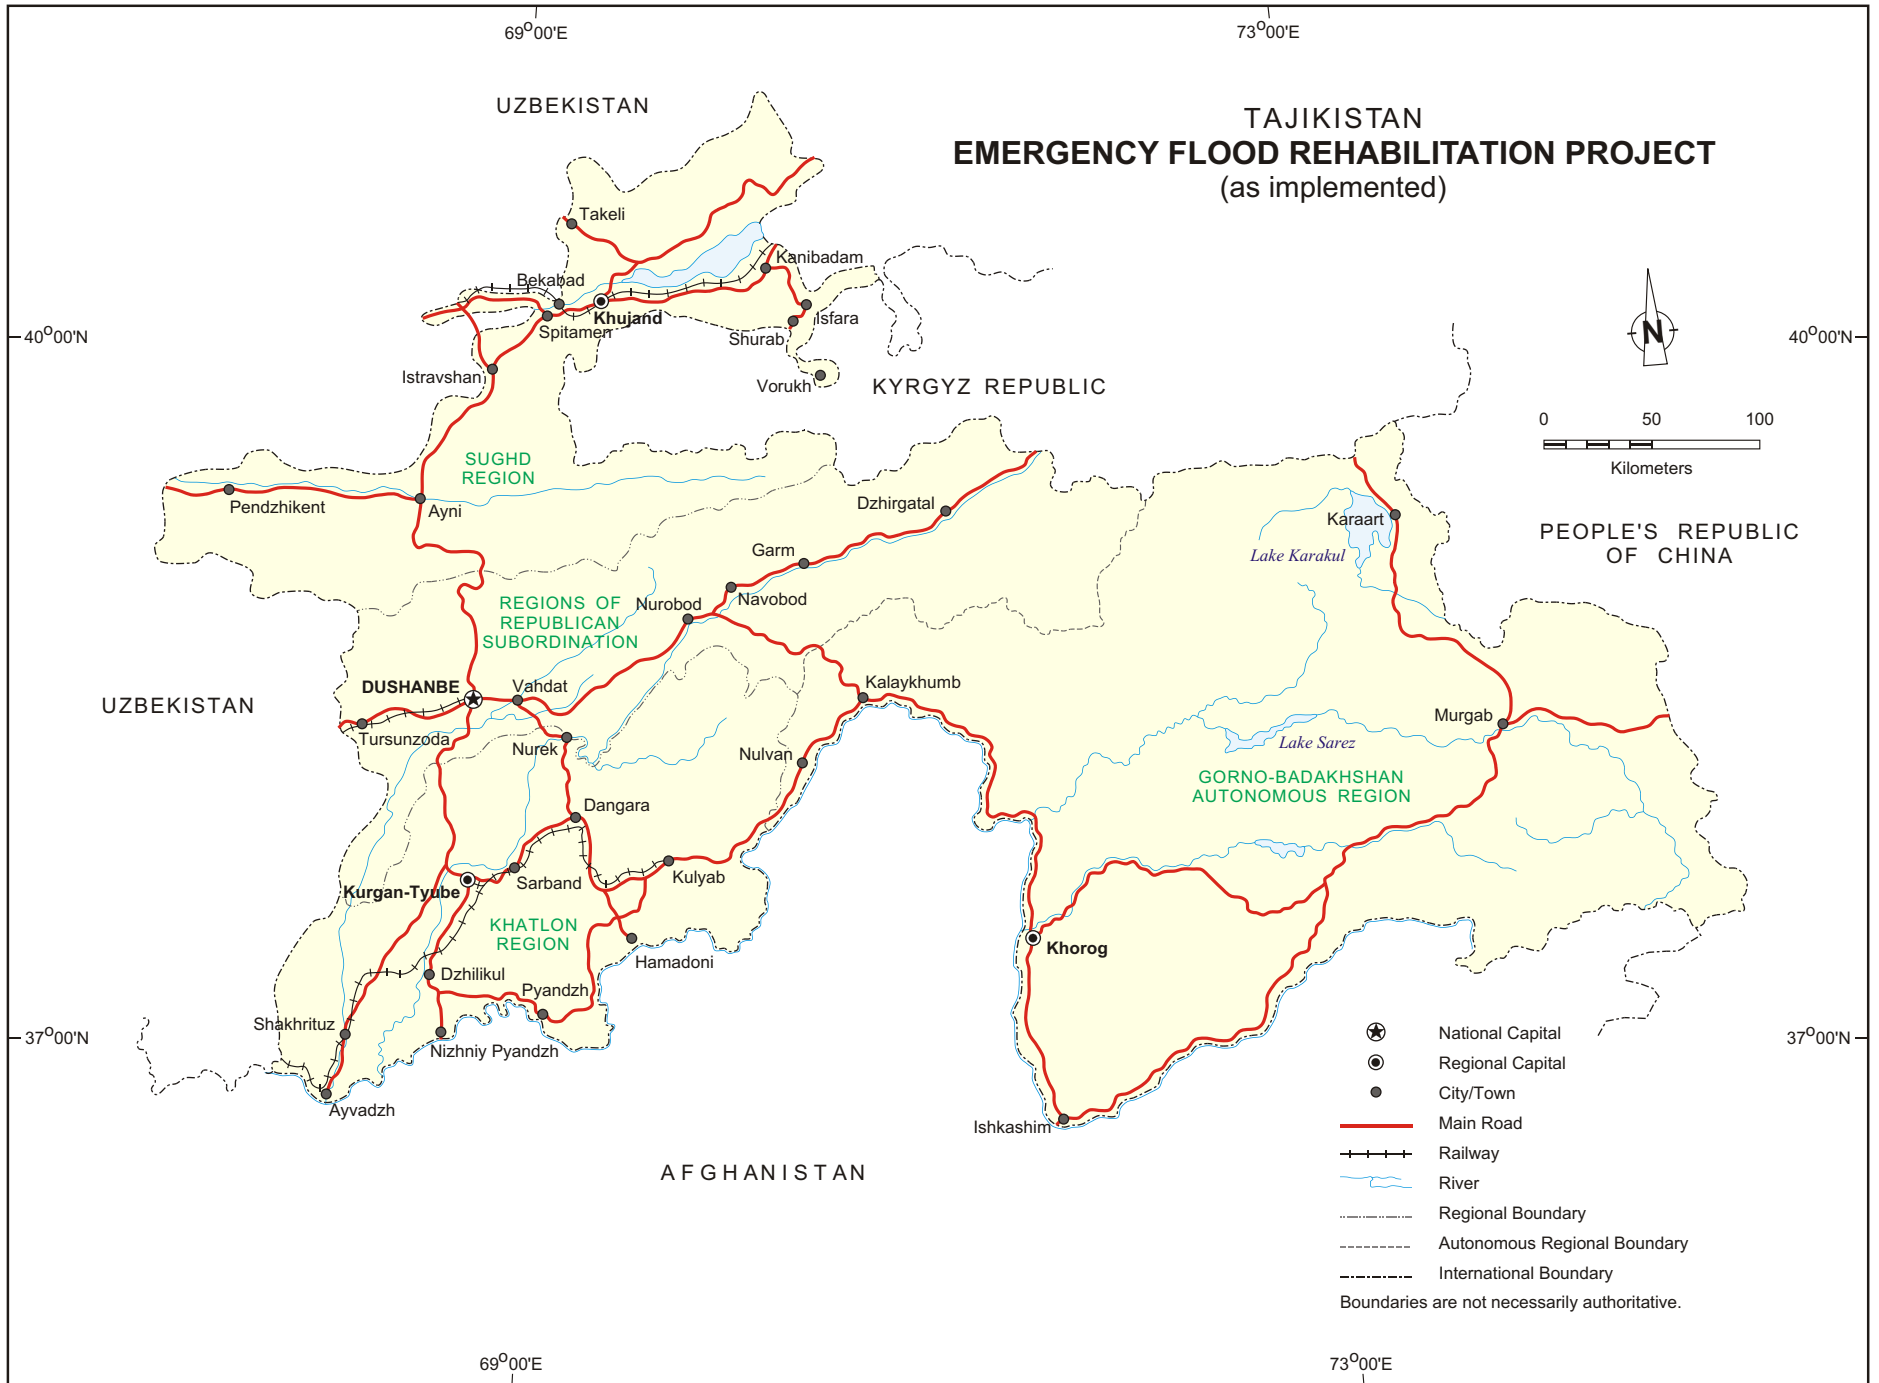 69°00'E
73°00'E
UZBEKISTAN
TAJIKISTAN
EMERGENCY FLOOD REHABILITATION PROJECT
(as implemented)
Takeli
Kanibadam
Bekabad
Khujand
Isfara
Spitamen
Shurab
40°00'N
40°00'N
N
Istravshan
Vorukh
KYRGYZ REPUBLIC
0 50 100
Kilometers
SUGHD
REGION
Pendzhikent
Ayni
Dzhirgatal
Karaart
PEOPLE'S REPUBLIC
OF CHINA
Garm
Lake Karakul
Navobod
Nurobod
REGIONS OF
REPUBLICAN
SUBORDINATION
DUSHANBE
Vahdat
Kalaykhumb
UZBEKISTAN
Tursunzoda
Nurek
Nulvan
Murgab
Lake Sarez
GORNO-BADAKHSHAN
AUTONOMOUS REGION
Dangara
Kurgan-Tyube
Sarband
Kulyab
KHATLON
REGION
Khorog
Hamadoni
Dzhilikul
Pyandzh
Shakhrituz
Nizhniy Pyandzh
37°00'N
37°00'N
Ayvadzh
Ishkashim
AFGHANISTAN
National Capital
Regional Capital
City/Town
Main Road
Railway
River
Regional Boundary
Autonomous Regional Boundary
International Boundary
Boundaries are not necessarily authoritative.
69°00'E
73°00'E